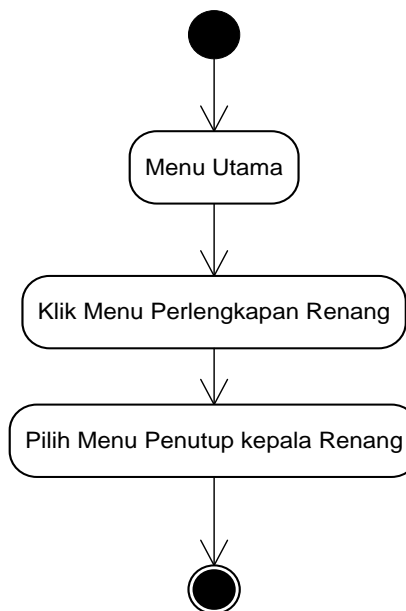 Menu Utama
Klik Menu Perlengkapan Renang
Pilih Menu Penutup kepala Renang